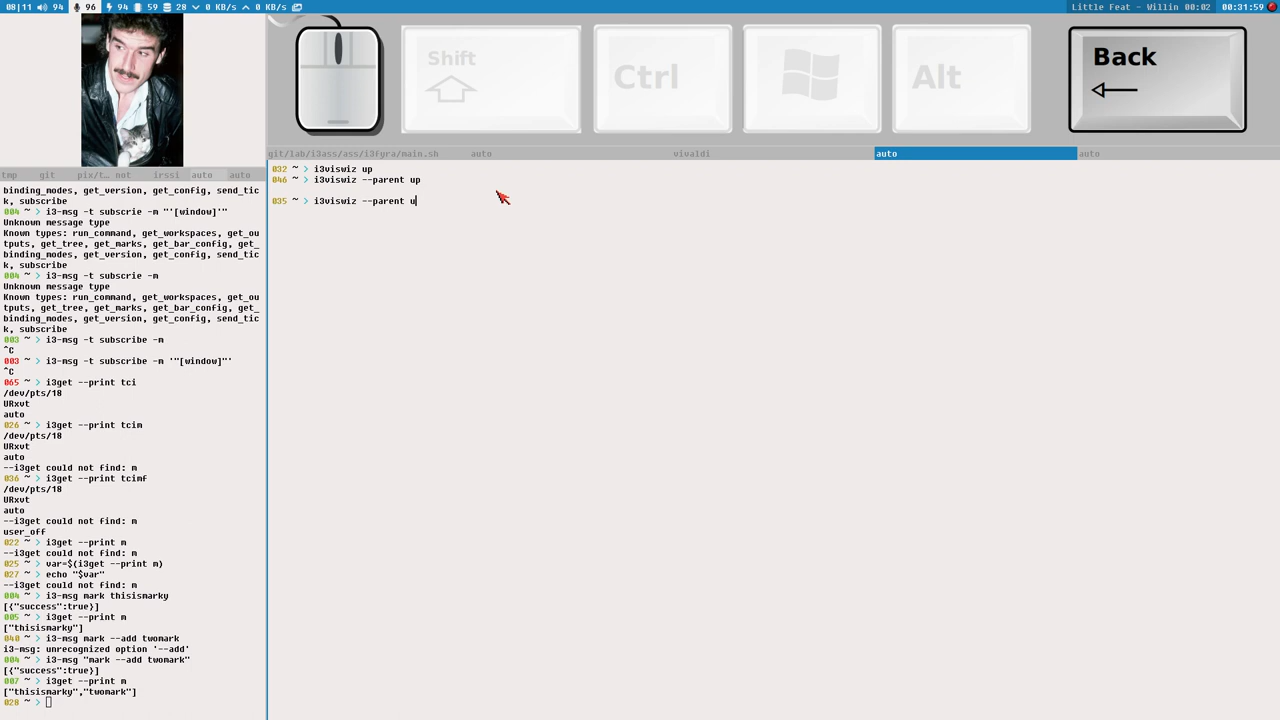 08|11 94 96 94 59 28 0 KB/s 0 KB/s
Little Feat - Willin 00:02 00:31:59
Shift
Ctrl
Alt
Back
tmp git pix/t… not irssi auto auto
git/lab/i3ass/ass/i3fyra/main.sh auto vivaldi auto auto
binding_modes, get_version, get_config, send_tic
k, subscribe
004 ~ > i3-msg -t subscrie -m "'[window]'"
Unknown message type
Known types: run_command, get_workspaces, get_ou
tputs, get_tree, get_marks, get_bar_config, get_
binding_modes, get_version, get_config, send_tic
k, subscribe
004 ~ > i3-msg -t subscrie -m
Unknown message type
Known types: run_command, get_workspaces, get_ou
tputs, get_tree, get_marks, get_bar_config, get_
binding_modes, get_version, get_config, send_tic
k, subscribe
003 ~ > i3-msg -t subscribe -m
^C
003 ~ > i3-msg -t subscribe -m '"[window]"'
^C
065 ~ > i3get --print tci
/dev/pts/18
URxvt
auto
026 ~ > i3get --print tcim
/dev/pts/18
URxvt
auto
--i3get could not find: m
036 ~ > i3get --print tcimf
/dev/pts/18
URxvt
auto
--i3get could not find: m
user_off
022 ~ > i3get --print m
--i3get could not find: m
025 ~ > var=$(i3get --print m)
027 ~ > echo "$var"
--i3get could not find: m
004 ~ > i3-msg mark thisismarky
[{"success":true}]
005 ~ > i3get --print m
["thisismarky"]
040 ~ > i3-msg mark --add twomark
i3-msg: unrecognized option '--add'
004 ~ > i3-msg "mark --add twomark"
[{"success":true}]
007 ~ > i3get --print m
["thisismarky","twomark"]
028 ~ >
032 ~ > i3viswiz up
046 ~ > i3viswiz --parent up
035 ~ > i3viswiz --parent u